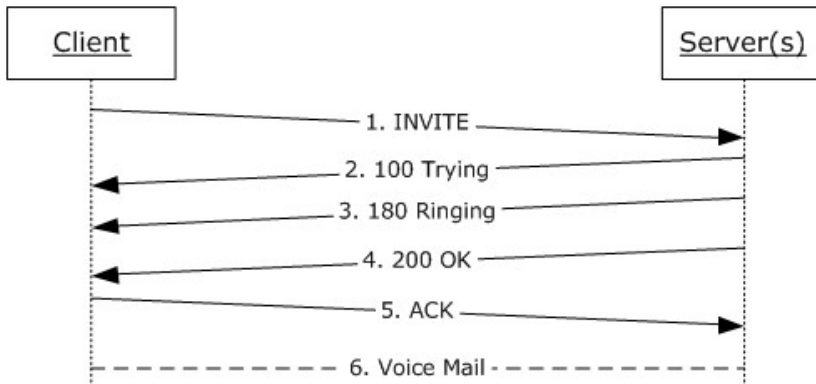 Client
Server(s)
1. INVITE
2. 100 Trying
3. 180 Ringing
4. 200 OK
5. ACK
6. Voice Mail